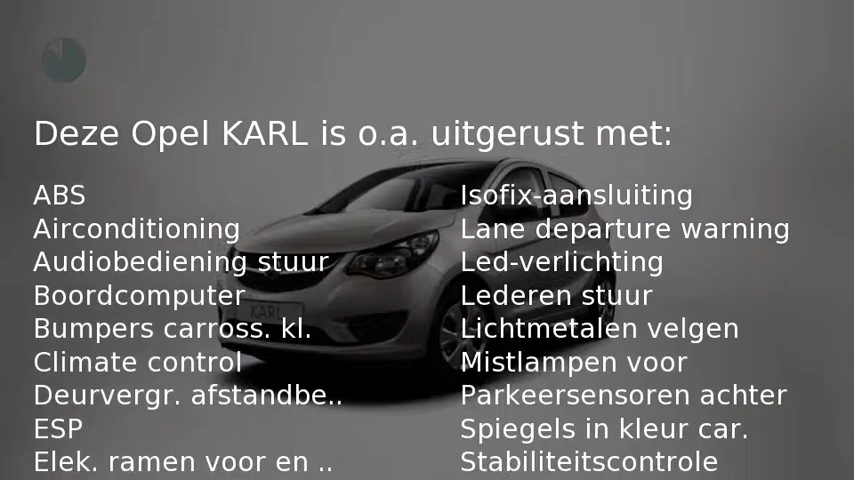 Deze Opel KARL is o.a. uitgerust met:
ABS
Airconditioning
Audiobediening stuur
Boordcomputer
Bumpers carross. kl.
Climate control
Deurvergr. afstandbe..
ESP
Elek. ramen voor en ..
Isofix-aansluiting
Lane departure warning
Led-verlichting
Lederen stuur
Lichtmetalen velgen
Mistlampen voor
Parkeersensoren achter
Spiegels in kleur car.
Stabiliteitscontrole
KARL